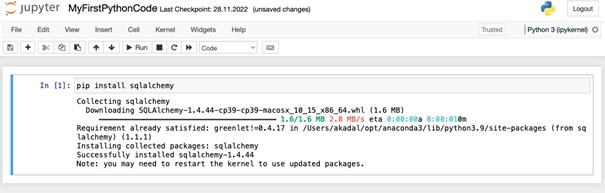 jupyter MyFirstPythonCode Last Checkpoint: 28.11.2022 (unsaved changes) Logout
File Edit View Insert Cell Kernel Widgets Help Trusted Python 3 (ipykernel)
Run Code
In [1]: pip install sqlalchemy
Collecting sqlalchemy
Downloading SQLAlchemy-1.4.44-cp39-cp39-macosx_10_15_x86_64.whl (1.6 MB)
1.6/1.6 MB 2.8 MB/s eta 0:00:00a 0:00:010m
Requirement already satisfied: greenlet!=0.4.17 in /Users/akadal/opt/anaconda3/lib/python3.9/site-packages (from sq
lalchemy) (1.1.1)
Installing collected packages: sqlalchemy
Successfully installed sqlalchemy-1.4.44
Note: you may need to restart the kernel to use updated packages.